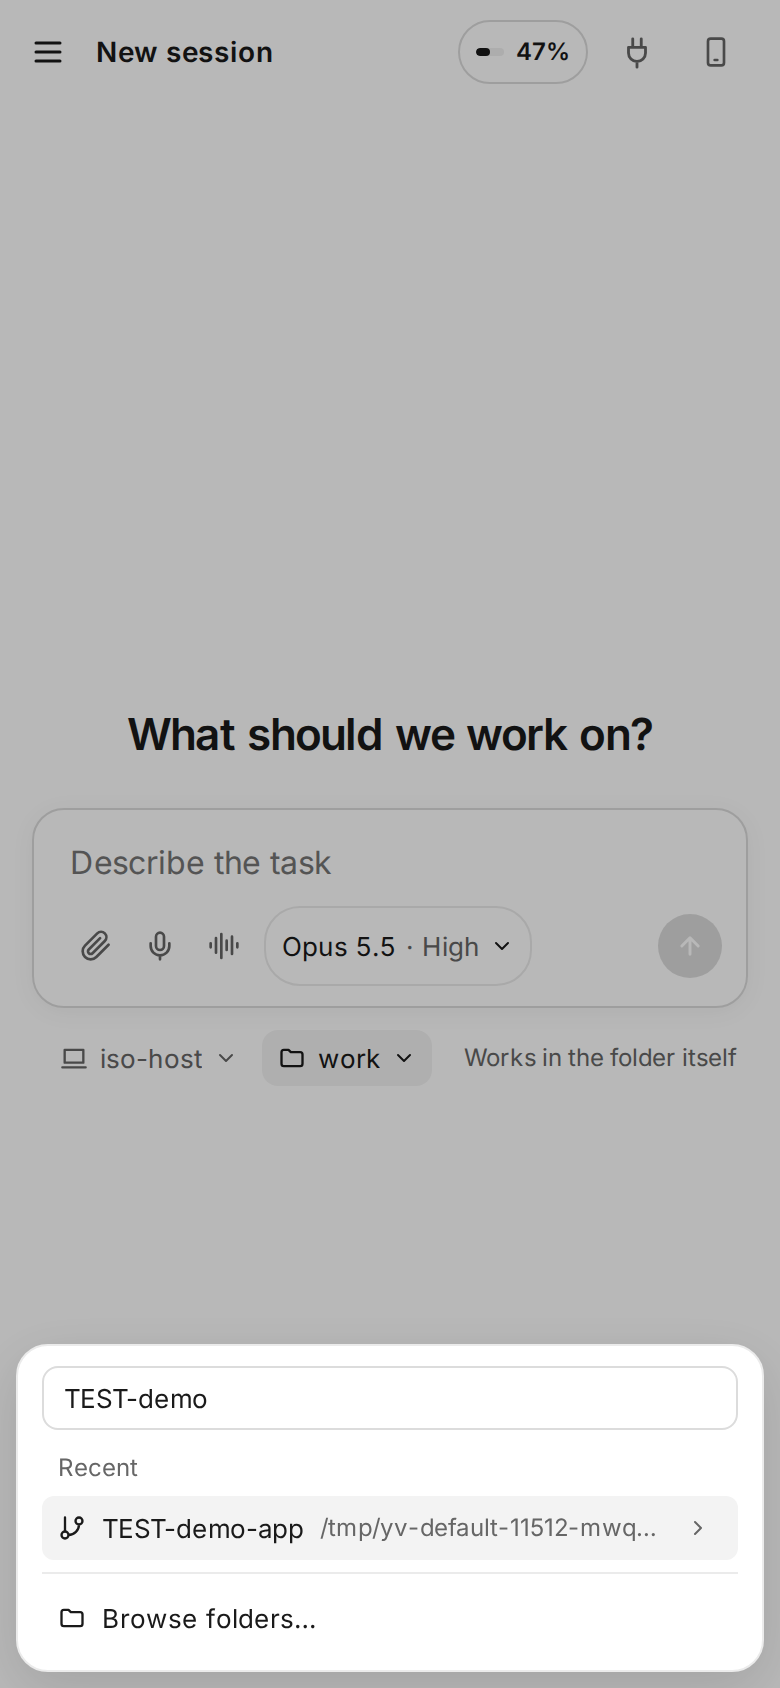 New session
47%
What should we work on?
Describe the task
Opus 5.5 · High
iso-host
work
Works in the folder itself
TEST-demo
Recent
TEST-demo-app /tmp/yv-default-11512-mwq...
Browse folders...